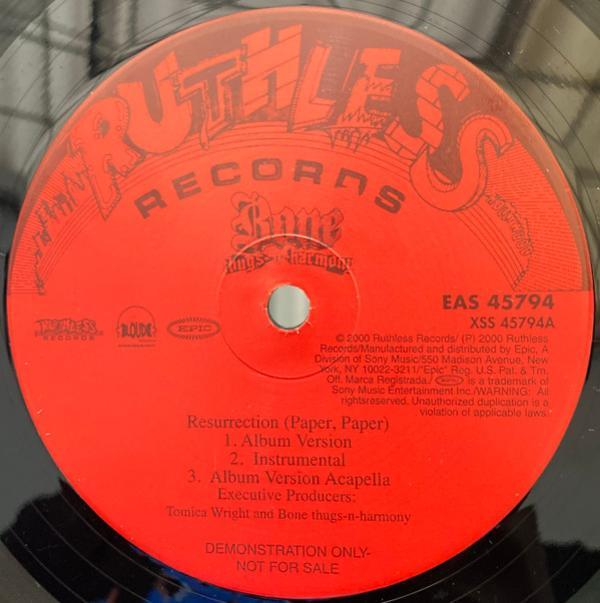 RUTHLESS
RECORDS
Bone
thugs-n-harmony
EAS 45794
XSS 45794A
RUTHLESS
RECORDS
EPIC
© 2000 Ruthless Records/ (P) 2000 Ruthless
Records/Manufactured and distributed by Epic, A
Division of Sony Music/550 Madison Avenue, New
York, NY 10022-3211/"Epic" Reg. U.S. Pat. & Tm.
Off. Marca Registrada./ EPIC is a trademark of
Sony Music Entertainment Inc./WARNING: All
rightsreserved. Unauthorized duplication is a
violation of applicable laws.
Resurrection (Paper, Paper)
1. Album Version
2. Instrumental
3. Album Version Acapella
Executive Producers:
Tomica Wright and Bone thugs-n-harmony
DEMONSTRATION ONLY-
NOT FOR SALE